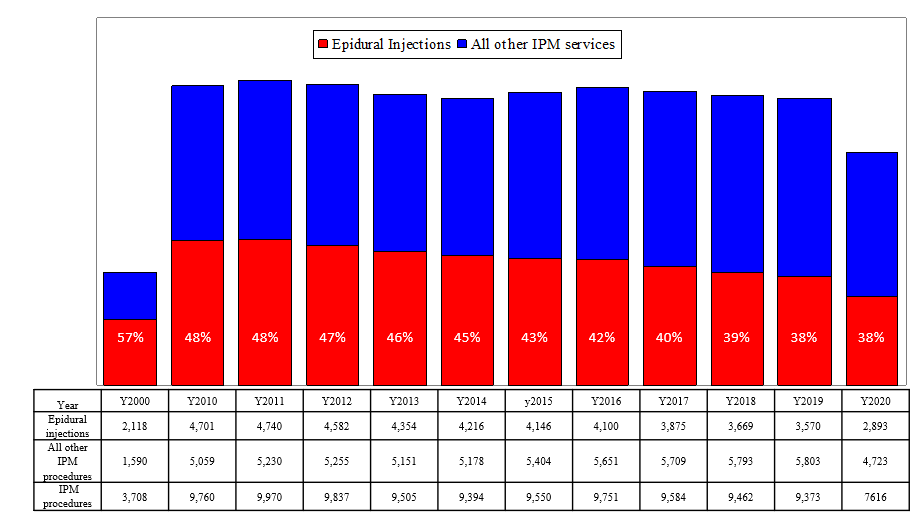 Epidural Injections All other IPM services
57% 48% 48% 47% 46% 45% 43% 42% 40% 39% 38% 38%
Year Y2000 Y2010 Y2011 Y2012 Y2013 Y2014 y2015 Y2016 Y2017 Y2018 Y2019 Y2020
Epidural
injections 2,118 4,701 4,740 4,582 4,354 4,216 4,146 4,100 3,875 3,669 3,570 2,893
All other
IPM
procedures 1,590 5,059 5,230 5,255 5,151 5,178 5,404 5,651 5,709 5,793 5,803 4,723
IPM
procedures 3,708 9,760 9,970 9,837 9,505 9,394 9,550 9,751 9,584 9,462 9,373 7616